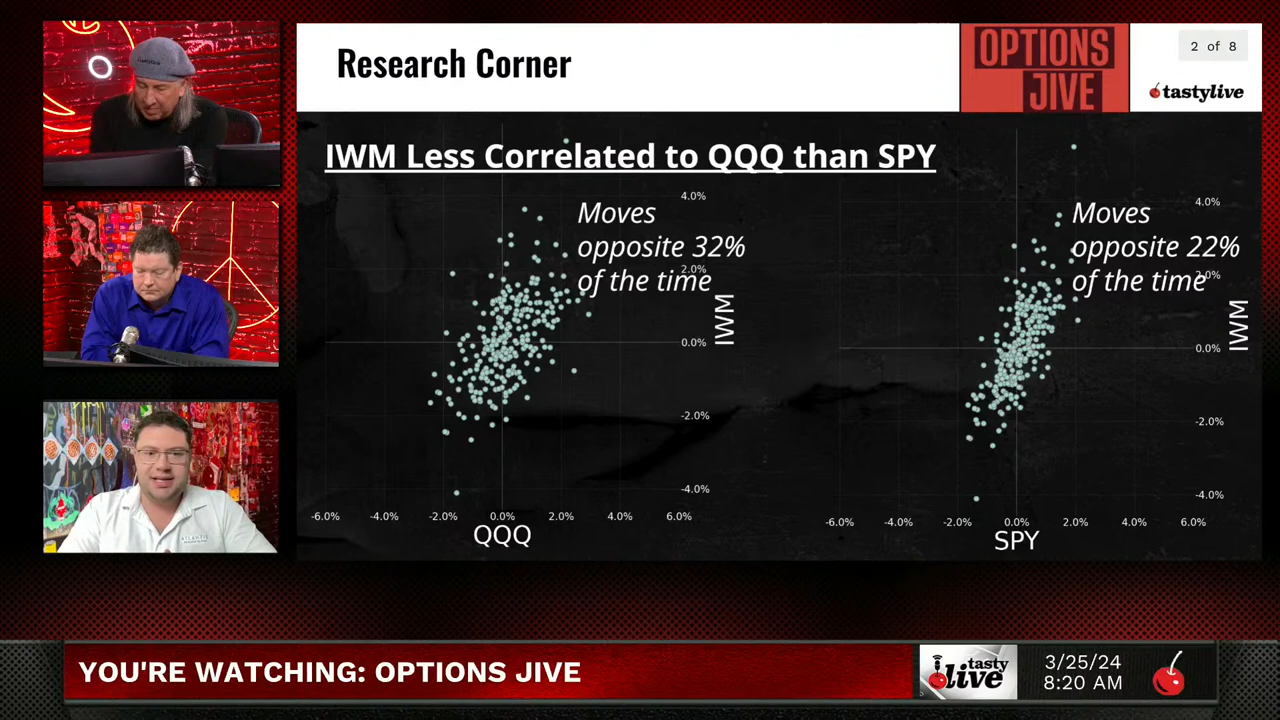 Research Corner
OPTIONS
JIVE
2 of 8
tastylive
IWM Less Correlated to QQQ than SPY
Moves
opposite 32%
of the time
4.0%
2.0%
0.0%
-2.0%
-4.0%
IWM
-6.0% -4.0% -2.0% 0.0% 2.0% 4.0% 6.0%
QQQ
Moves
opposite 22%
of the time
4.0%
2.0%
0.0%
-2.0%
-4.0%
IWM
-6.0% -4.0% -2.0% 0.0% 2.0% 4.0% 6.0%
SPY
YOU'RE WATCHING: OPTIONS JIVE
tasty
live
3/25/24
8:20 AM